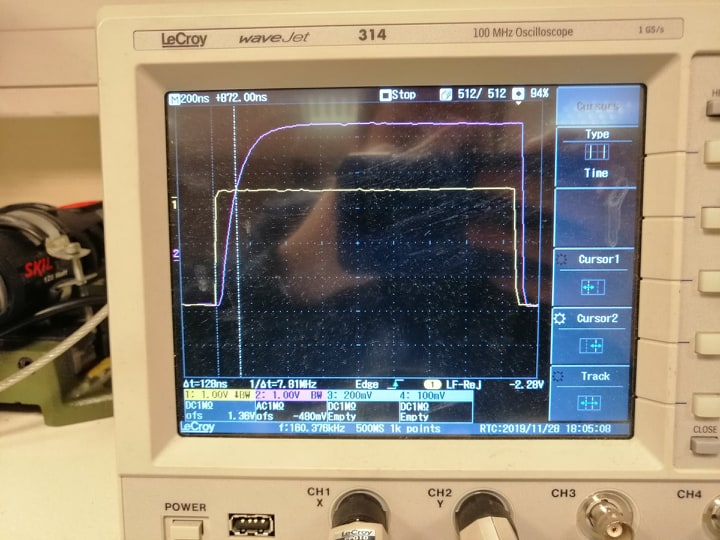 LeCroy waveJet 314 100 MHz Oscilloscope 1 GS/s
M 200ns +872.00ns Stop 512/ 512 94%
Cursors
Type
Time
1
2
Cursor1
Cursor2
Track
Δt=128ns 1/Δt=7.81MHz Edge 1 LF-Rej -2.28V
1: 1.00V BW 2: 1.00V BW 3: 200mV 4: 100mV
DC1MΩ AC1MΩ DC1MΩ DC1MΩ
ofs 1.36V ofs -480mV Empty Empty
LeCroy f:160.376kHz 500MS 1k points RTC:2019/11/28 18:05:08
SKIL
CLOSE
POWER
CH1
X
CH2
Y
CH3
CH4
LeCroy